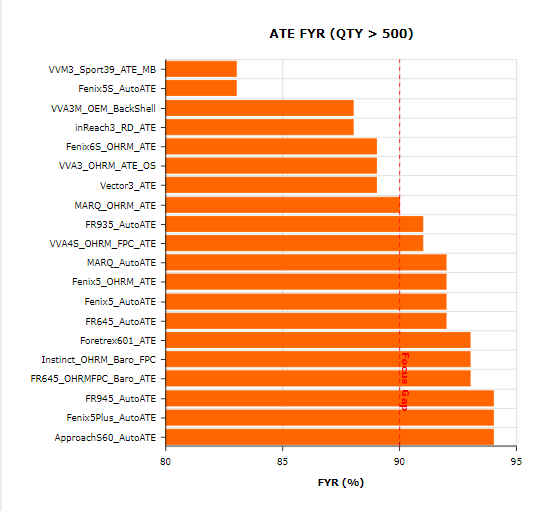 ATE FYR (QTY > 500)
VVM3_Sport39_ATE_MB
Fenix5S_AutoATE
VVA3M_OEM_BackShell
inReach3_RD_ATE
Fenix6S_OHRM_ATE
VVA3_OHRM_ATE_OS
Vector3_ATE
MARQ_OHRM_ATE
FR935_AutoATE
VVA4S_OHRM_FPC_ATE
MARQ_AutoATE
Fenix5_OHRM_ATE
Fenix5_AutoATE
FR645_AutoATE
Foretrex601_ATE
Instinct_OHRM_Baro_FPC
FR645_OHRMFPC_Baro_ATE
FR945_AutoATE
Fenix5Plus_AutoATE
ApproachS60_AutoATE
Focus Gap
80 85 90 95
FYR (%)